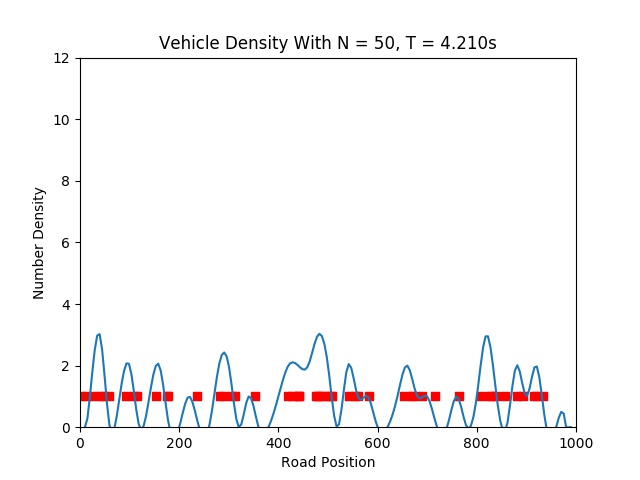 Vehicle Density With N = 50, T = 4.210s
12
10
8
6
4
2
0
Number Density
0 200 400 600 800 1000
Road Position